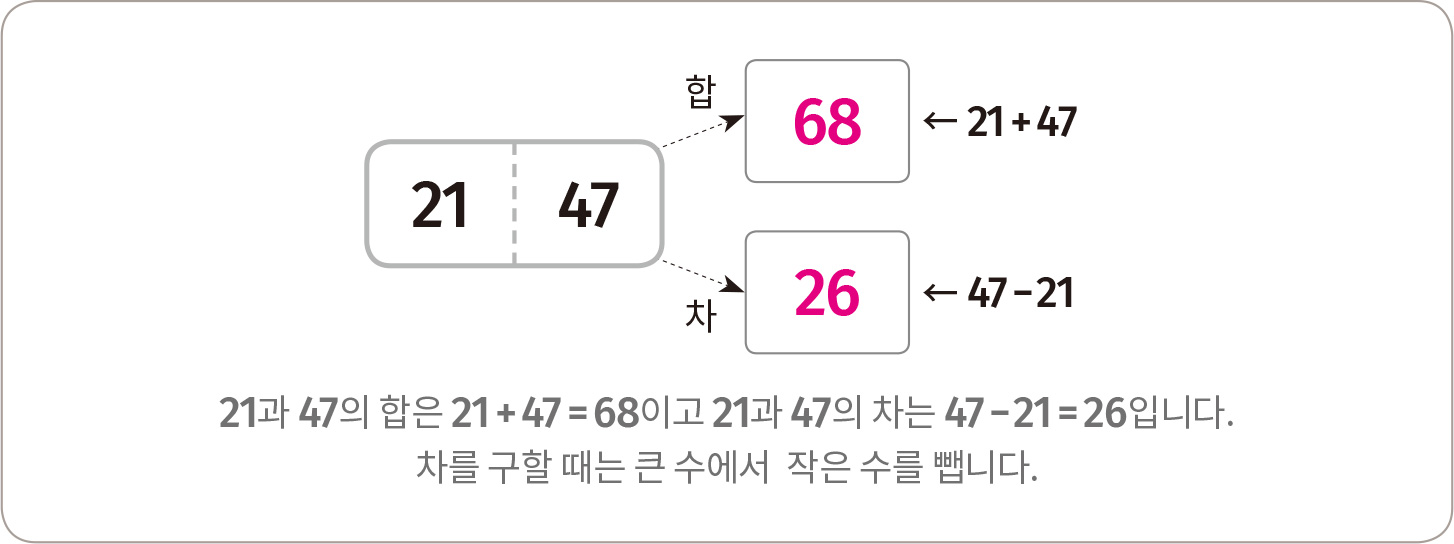 합
68
← 21 + 47
21 47
26
← 47 - 21
차
21과 47의 합은 21 + 47 = 68이고 21과 47의 차는 47 - 21 = 26입니다.
차를 구할 때는 큰 수에서 작은 수를 뺍니다.